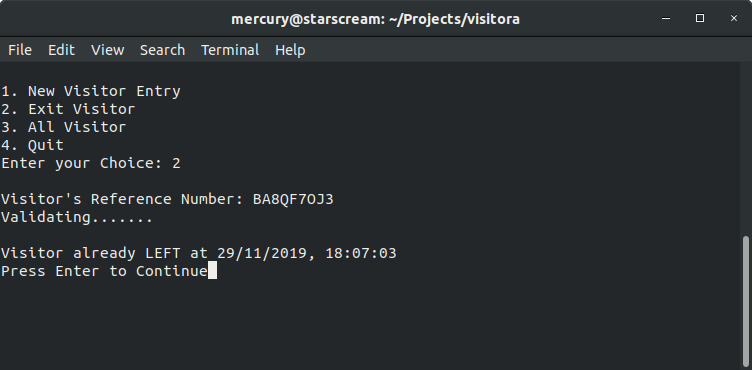 mercury@starscream: ~/Projects/visitora
File Edit View Search Terminal Help
1. New Visitor Entry
2. Exit Visitor
3. All Visitor
4. Quit
Enter your Choice: 2
Visitor's Reference Number: BA8QF7OJ3
Validating.......
Visitor already LEFT at 29/11/2019, 18:07:03
Press Enter to Continue